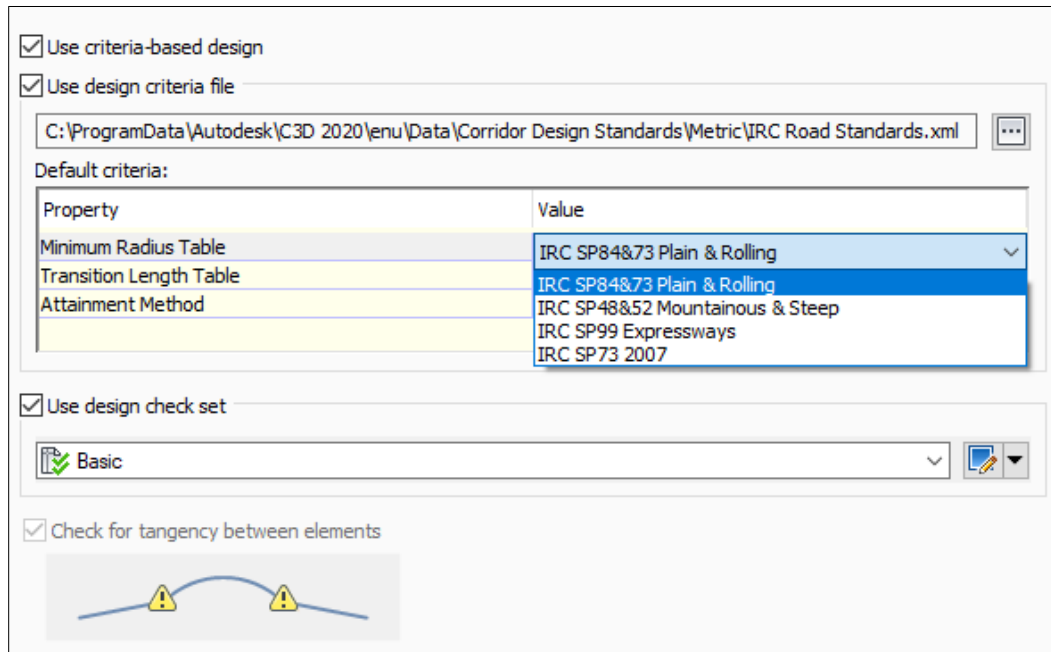 Use criteria-based design
Use design criteria file
C:\ProgramData\Autodesk\C3D 2020\enu\Data\Corridor Design Standards\Metric\IRC Road Standards.xml
Default criteria:
Property Value
Minimum Radius Table IRC SP84&73 Plain & Rolling
Transition Length Table IRC SP84&73 Plain & Rolling
Attainment Method IRC SP48&52 Mountainous & Steep
IRC SP99 Expressways
IRC SP73 2007
Use design check set
Basic
Check for tangency between elements